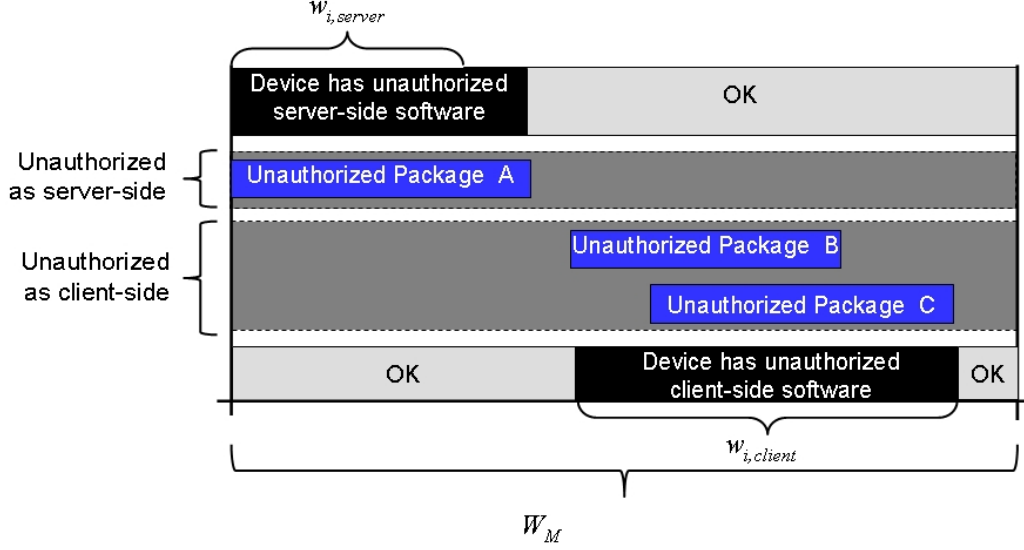 w_{i,server}
Device has unauthorized
server-side software
OK
Unauthorized
as server-side
Unauthorized Package A
Unauthorized
as client-side
Unauthorized Package B
Unauthorized Package C
OK
Device has unauthorized
client-side software
OK
w_{i,client}
W_M